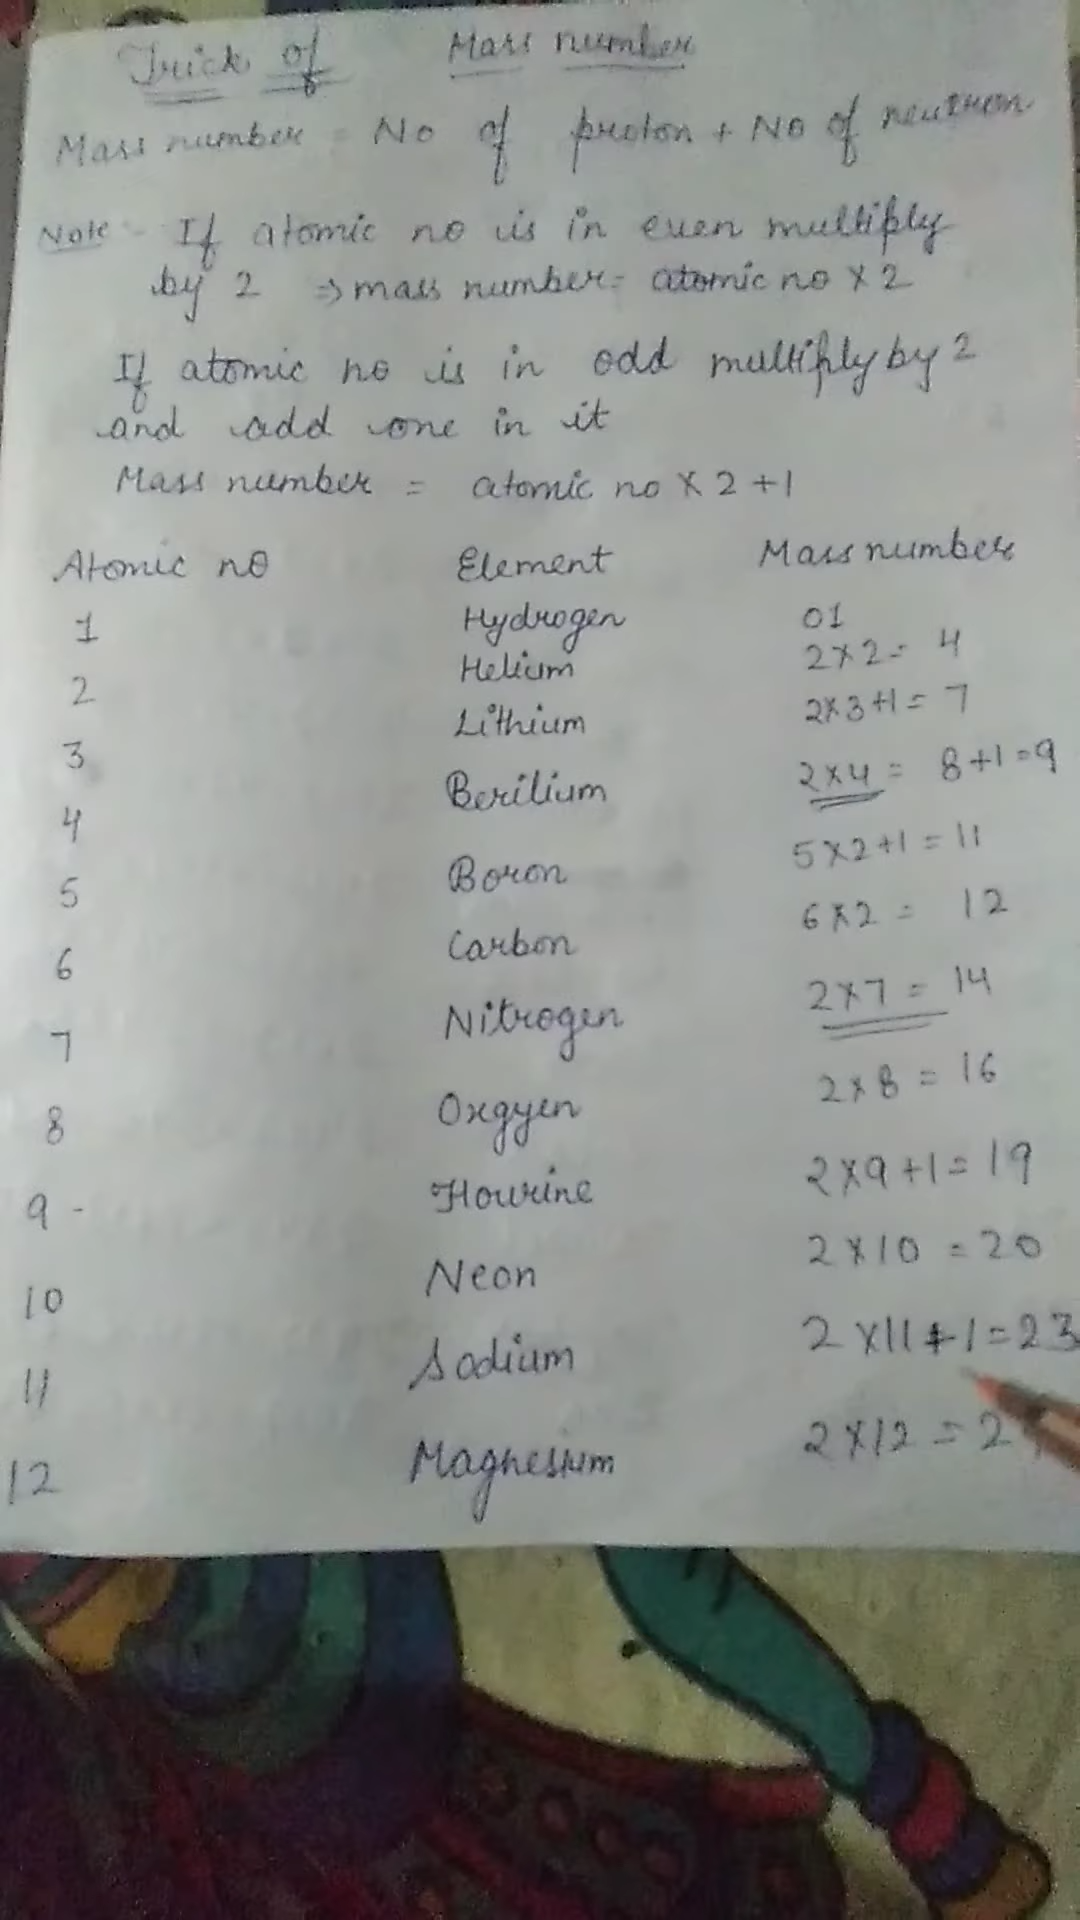 Trick of Mass number
Mass number = No of proton + No of neutron
Note - If atomic no is in even multiply
by 2 ⇒ mass number = atomic no × 2
If atomic no is in odd multiply by 2
and add one in it
Mass number = atomic no × 2 + 1
Atomic no Element Mass number
1 Hydrogen 01
2 Helium 2×2= 4
3 Lithium 2×3+1= 7
4 Berilium 2×4 = 8+1=9
5 Boron 5×2+1 = 11
6 Carbon 6×2 = 12
7 Nitrogen 2×7 = 14
8 Oxgyen 2×8 = 16
9 - Flourine 2×9+1= 19
10 Neon 2×10 =20
11 Sodium 2×11+1=23
12 Magnesium 2×12 = 2